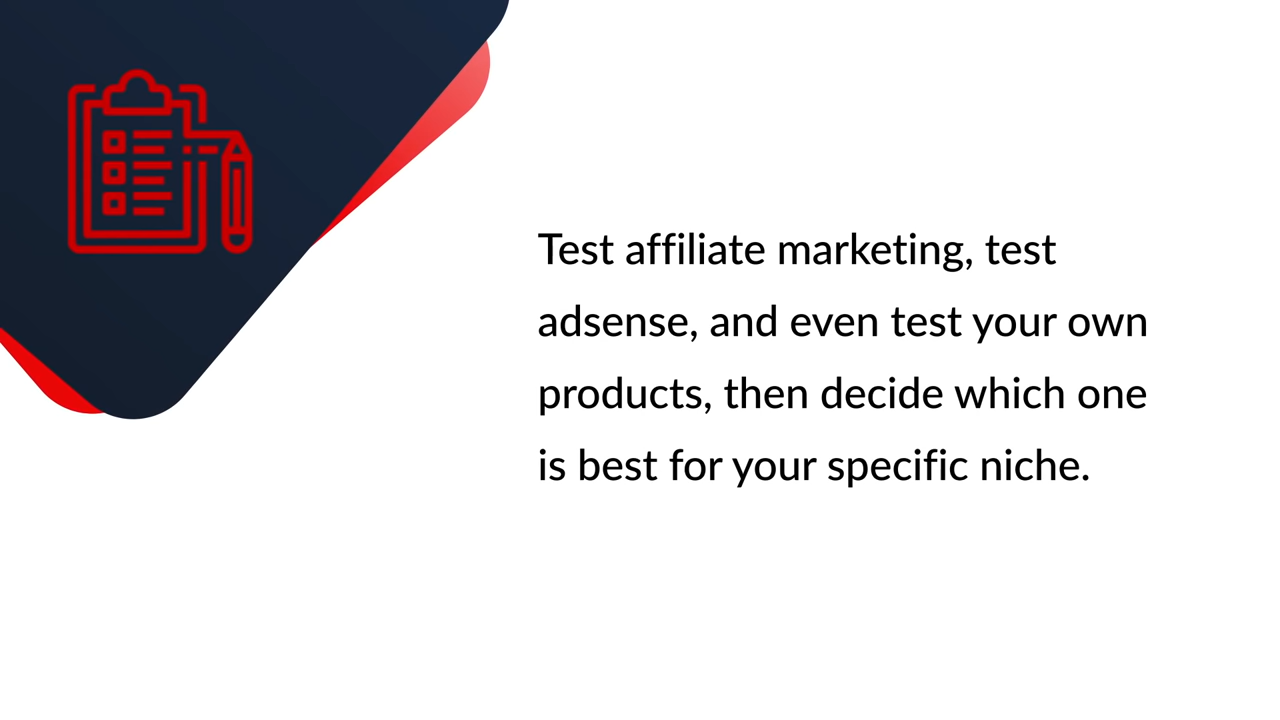 Test affiliate marketing, test
adsense, and even test your own
products, then decide which one
is best for your specific niche.